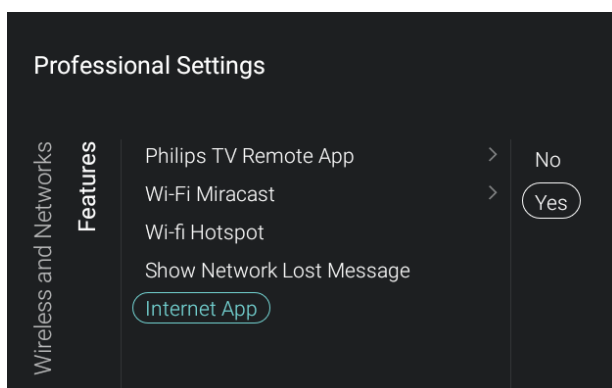 Professional Settings
Wireless and Networks
Features
Philips TV Remote App
Wi-Fi Miracast
Wi-fi Hotspot
Show Network Lost Message
Internet App
No
Yes